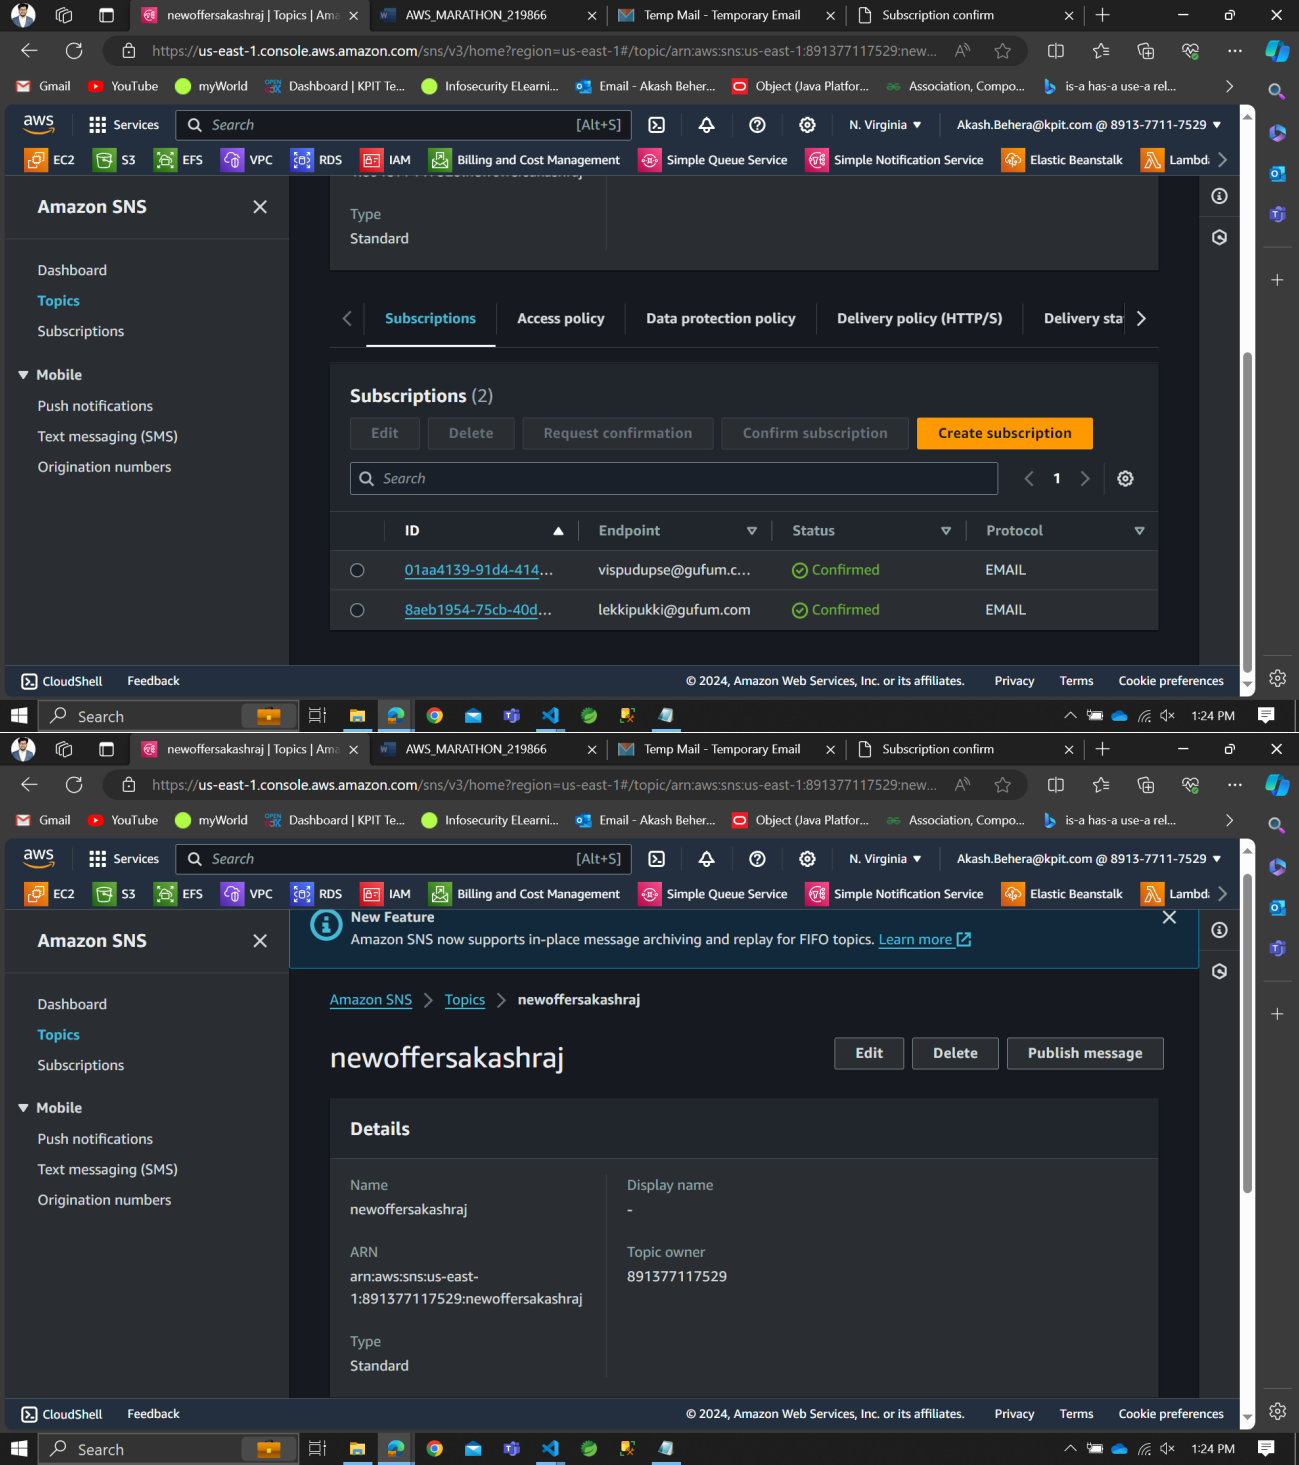 newoffersakashraj | Topics | Ama
AWS_MARATHON_219866
Temp Mail - Temporary Email
Subscription confirm
https://us-east-1.console.aws.amazon.com/sns/v3/home?region=us-east-1#/topic/arn:aws:sns:us-east-1:891377117529:new...
Gmail YouTube myWorld Dashboard | KPIT Te... Infosecurity ELearni... Email - Akash Beher... Object (Java Platfor... Association, Compo... is-a has-a use-a rel...
aws Services Search [Alt+S] N. Virginia Akash.Behera@kpit.com @ 8913-7711-7529
EC2 S3 EFS VPC RDS IAM Billing and Cost Management Simple Queue Service Simple Notification Service Elastic Beanstalk Lambd
Amazon SNS
Dashboard
Topics
Subscriptions
Mobile
Push notifications
Text messaging (SMS)
Origination numbers
Type
Standard
Subscriptions Access policy Data protection policy Delivery policy (HTTP/S) Delivery sta
Subscriptions (2)
Edit Delete Request confirmation Confirm subscription Create subscription
Search 1
ID Endpoint Status Protocol
01aa4139-91d4-414... vispudupse@gufum.c... Confirmed EMAIL
8aeb1954-75cb-40d... lekkipukki@gufum.com Confirmed EMAIL
CloudShell Feedback © 2024, Amazon Web Services, Inc. or its affiliates. Privacy Terms Cookie preferences
Search 1:24 PM
newoffersakashraj | Topics | Ama
AWS_MARATHON_219866
Temp Mail - Temporary Email
Subscription confirm
https://us-east-1.console.aws.amazon.com/sns/v3/home?region=us-east-1#/topic/arn:aws:sns:us-east-1:891377117529:new...
Gmail YouTube myWorld Dashboard | KPIT Te... Infosecurity ELearni... Email - Akash Beher... Object (Java Platfor... Association, Compo... is-a has-a use-a rel...
aws Services Search [Alt+S] N. Virginia Akash.Behera@kpit.com @ 8913-7711-7529
EC2 S3 EFS VPC RDS IAM Billing and Cost Management Simple Queue Service Simple Notification Service Elastic Beanstalk Lambd
Amazon SNS
Dashboard
Topics
Subscriptions
Mobile
Push notifications
Text messaging (SMS)
Origination numbers
New Feature
Amazon SNS now supports in-place message archiving and replay for FIFO topics. Learn more
Amazon SNS Topics newoffersakashraj
newoffersakashraj
Edit Delete Publish message
Details
Name
newoffersakashraj
Display name
-
ARN
arn:aws:sns:us-east-
1:891377117529:newoffersakashraj
Topic owner
891377117529
Type
Standard
CloudShell Feedback © 2024, Amazon Web Services, Inc. or its affiliates. Privacy Terms Cookie preferences
Search 1:24 PM